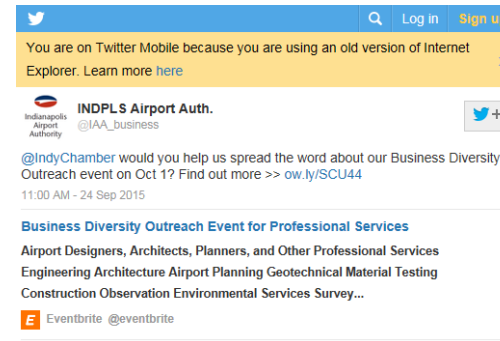 Log in Sign u
You are on Twitter Mobile because you are using an old version of Internet
Explorer. Learn more here
Indianapolis
Airport
Authority
INDPLS Airport Auth.
@IAA_business
@IndyChamber would you help us spread the word about our Business Diversity
Outreach event on Oct 1? Find out more >> ow.ly/SCU44
11:00 AM - 24 Sep 2015
Business Diversity Outreach Event for Professional Services
Airport Designers, Architects, Planners, and Other Professional Services
Engineering Architecture Airport Planning Geotechnical Material Testing
Construction Observation Environmental Services Survey...
E Eventbrite @eventbrite